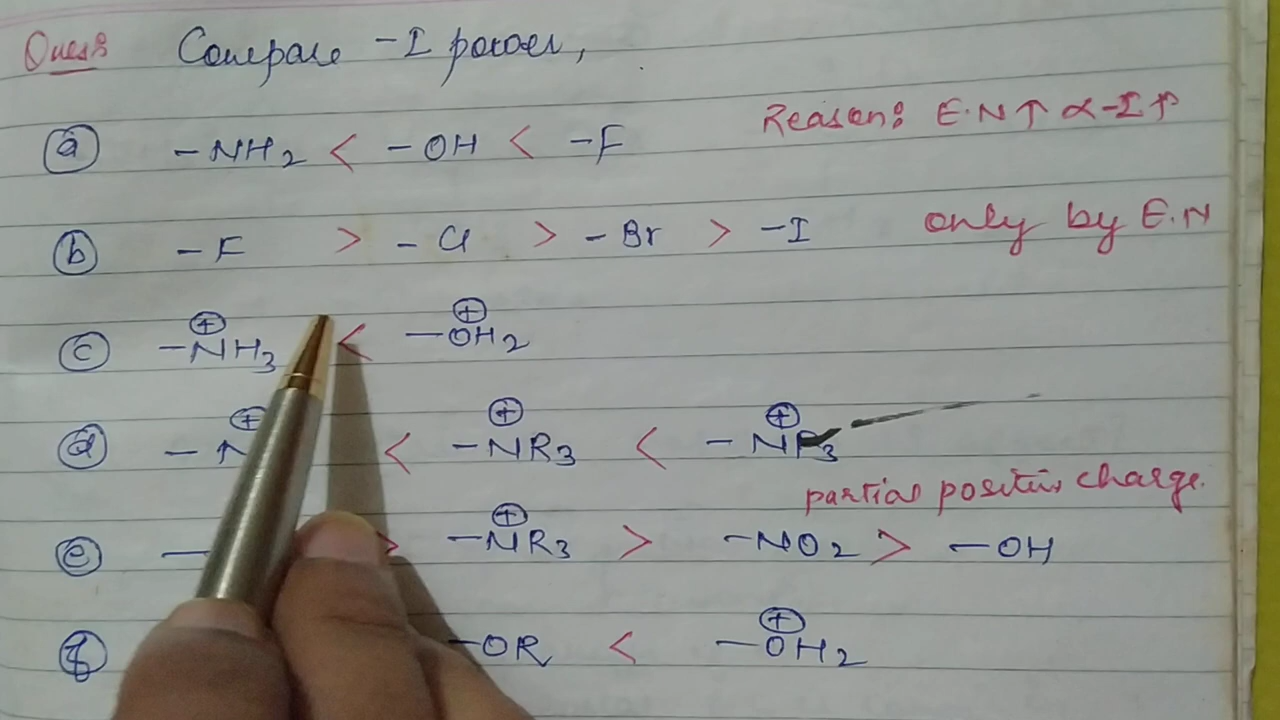 Ques:
Compare -I power,
(a) -NH₂ < -OH < -F Reason: E.N↑ ∝ -I↑
(b) -F > -Cl > -Br > -I only by E.N
(c) -N⊕H₃ < -O⊕H₂
(d) - N⊕ < -N⊕R₃ < -N⊕F₃
partial positive charge.
(e) — > -N⊕R₃ > -NO₂ > -OH
(f) -OR < -O⊕H₂